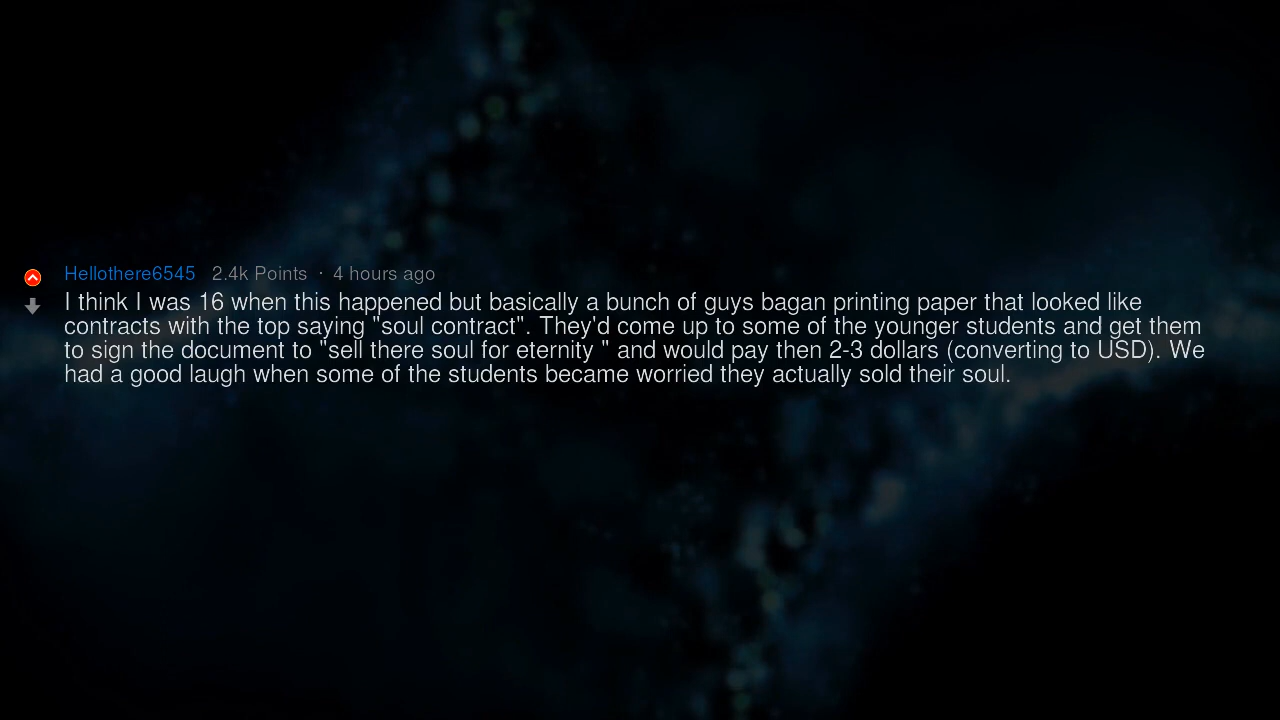 Hellothere6545 2.4k Points · 4 hours ago
I think I was 16 when this happened but basically a bunch of guys bagan printing paper that looked like
contracts with the top saying "soul contract". They'd come up to some of the younger students and get them
to sign the document to "sell there soul for eternity " and would pay then 2-3 dollars (converting to USD). We
had a good laugh when some of the students became worried they actually sold their soul.